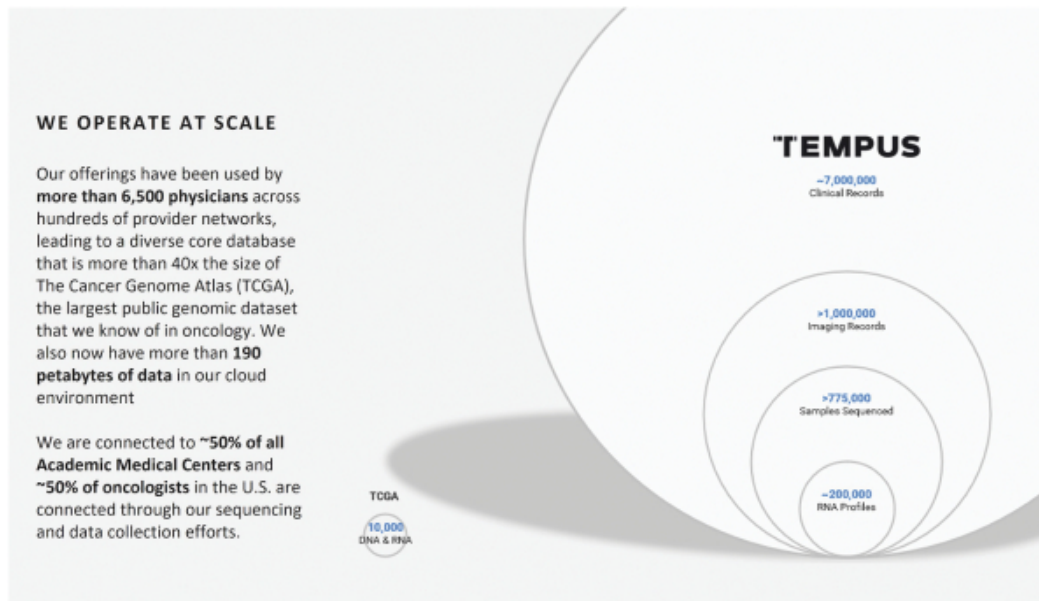 WE OPERATE AT SCALE
Our offerings have been used by
more than 6,500 physicians across
hundreds of provider networks,
leading to a diverse core database
that is more than 40x the size of
The Cancer Genome Atlas (TCGA),
the largest public genomic dataset
that we know of in oncology. We
also now have more than 190
petabytes of data in our cloud
environment
We are connected to ~50% of all
Academic Medical Centers and
~50% of oncologists in the U.S. are
connected through our sequencing
and data collection efforts.
TCGA
10,000
DNA & RNA
TEMPUS
~7,000,000
Clinical Records
>1,000,000
Imaging Records
>775,000
Samples Sequenced
~200,000
RNA Profiles